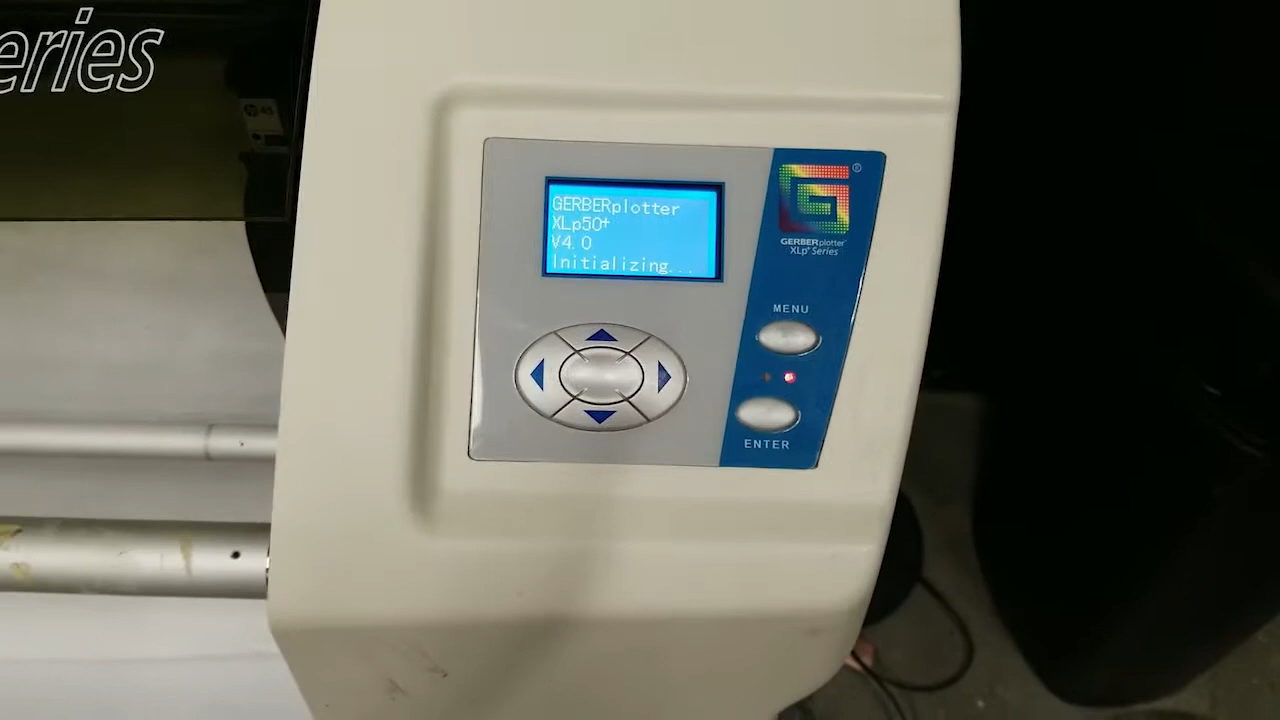 eries
GERBERplotter
XLp50+
V4.0
Initializing...
®
GERBERplotter
XLp+ Series
MENU
ENTER